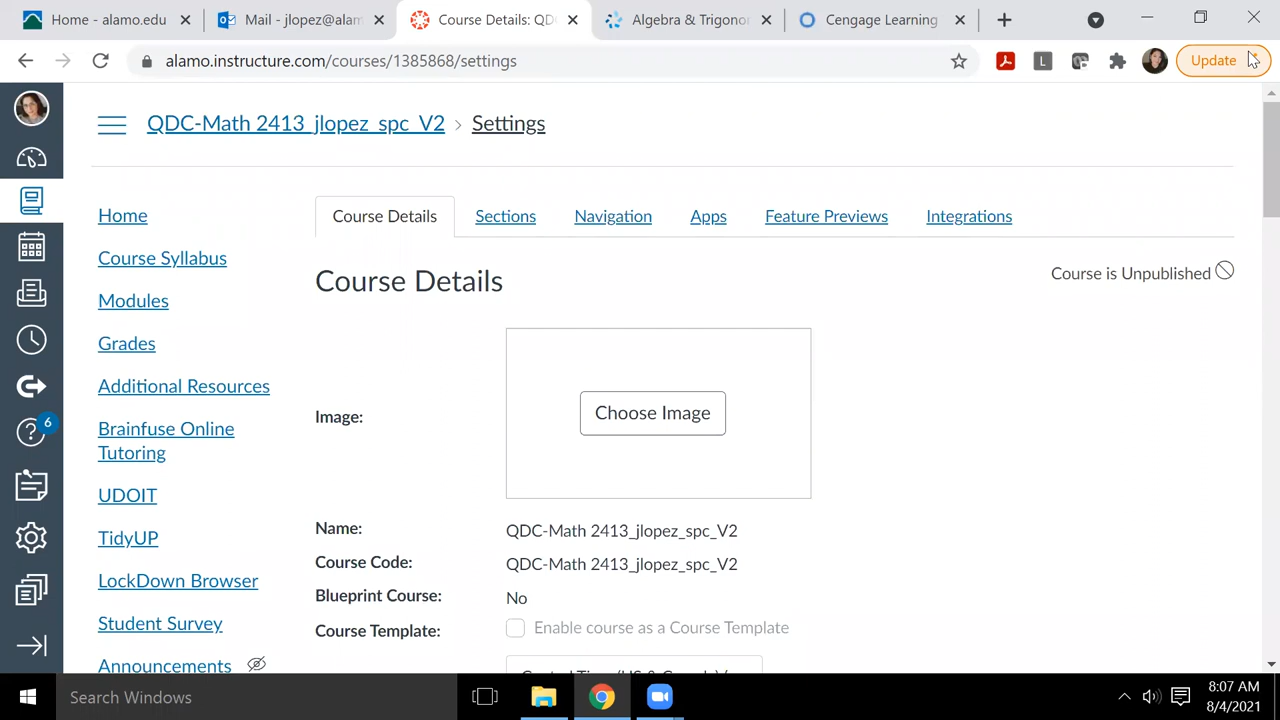 Home - alamo.edu
Mail - jlopez@alam
Course Details: QD
Algebra & Trigono
Cengage Learning
alamo.instructure.com/courses/1385868/settings
L
Update
QDC-Math 2413_jlopez_spc_V2 > Settings
Home
Course Syllabus
Modules
Grades
Additional Resources
Brainfuse Online
Tutoring
UDOIT
TidyUP
LockDown Browser
Student Survey
Announcements
6
Course Details
Sections
Navigation
Apps
Feature Previews
Integrations
Course Details
Course is Unpublished
Image:
Choose Image
Name:
QDC-Math 2413_jlopez_spc_V2
Course Code:
QDC-Math 2413_jlopez_spc_V2
Blueprint Course:
No
Course Template:
Enable course as a Course Template
Search Windows
8:07 AM
8/4/2021